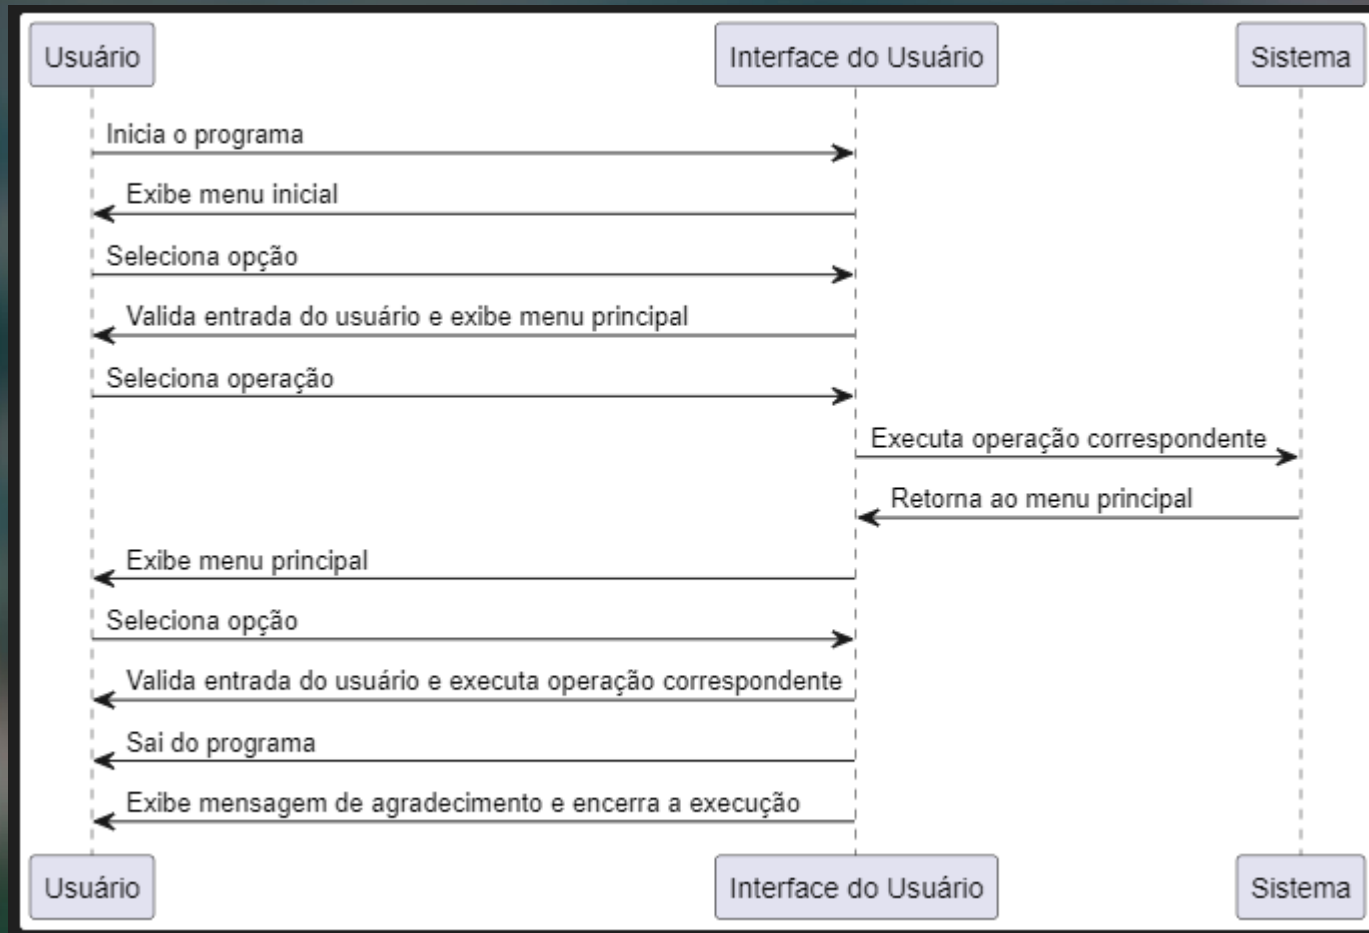 Usuário
Interface do Usuário
Sistema
Inicia o programa
Exibe menu inicial
Seleciona opção
Valida entrada do usuário e exibe menu principal
Seleciona operação
Executa operação correspondente
Retorna ao menu principal
Exibe menu principal
Seleciona opção
Valida entrada do usuário e executa operação correspondente
Sai do programa
Exibe mensagem de agradecimento e encerra a execução
Usuário
Interface do Usuário
Sistema